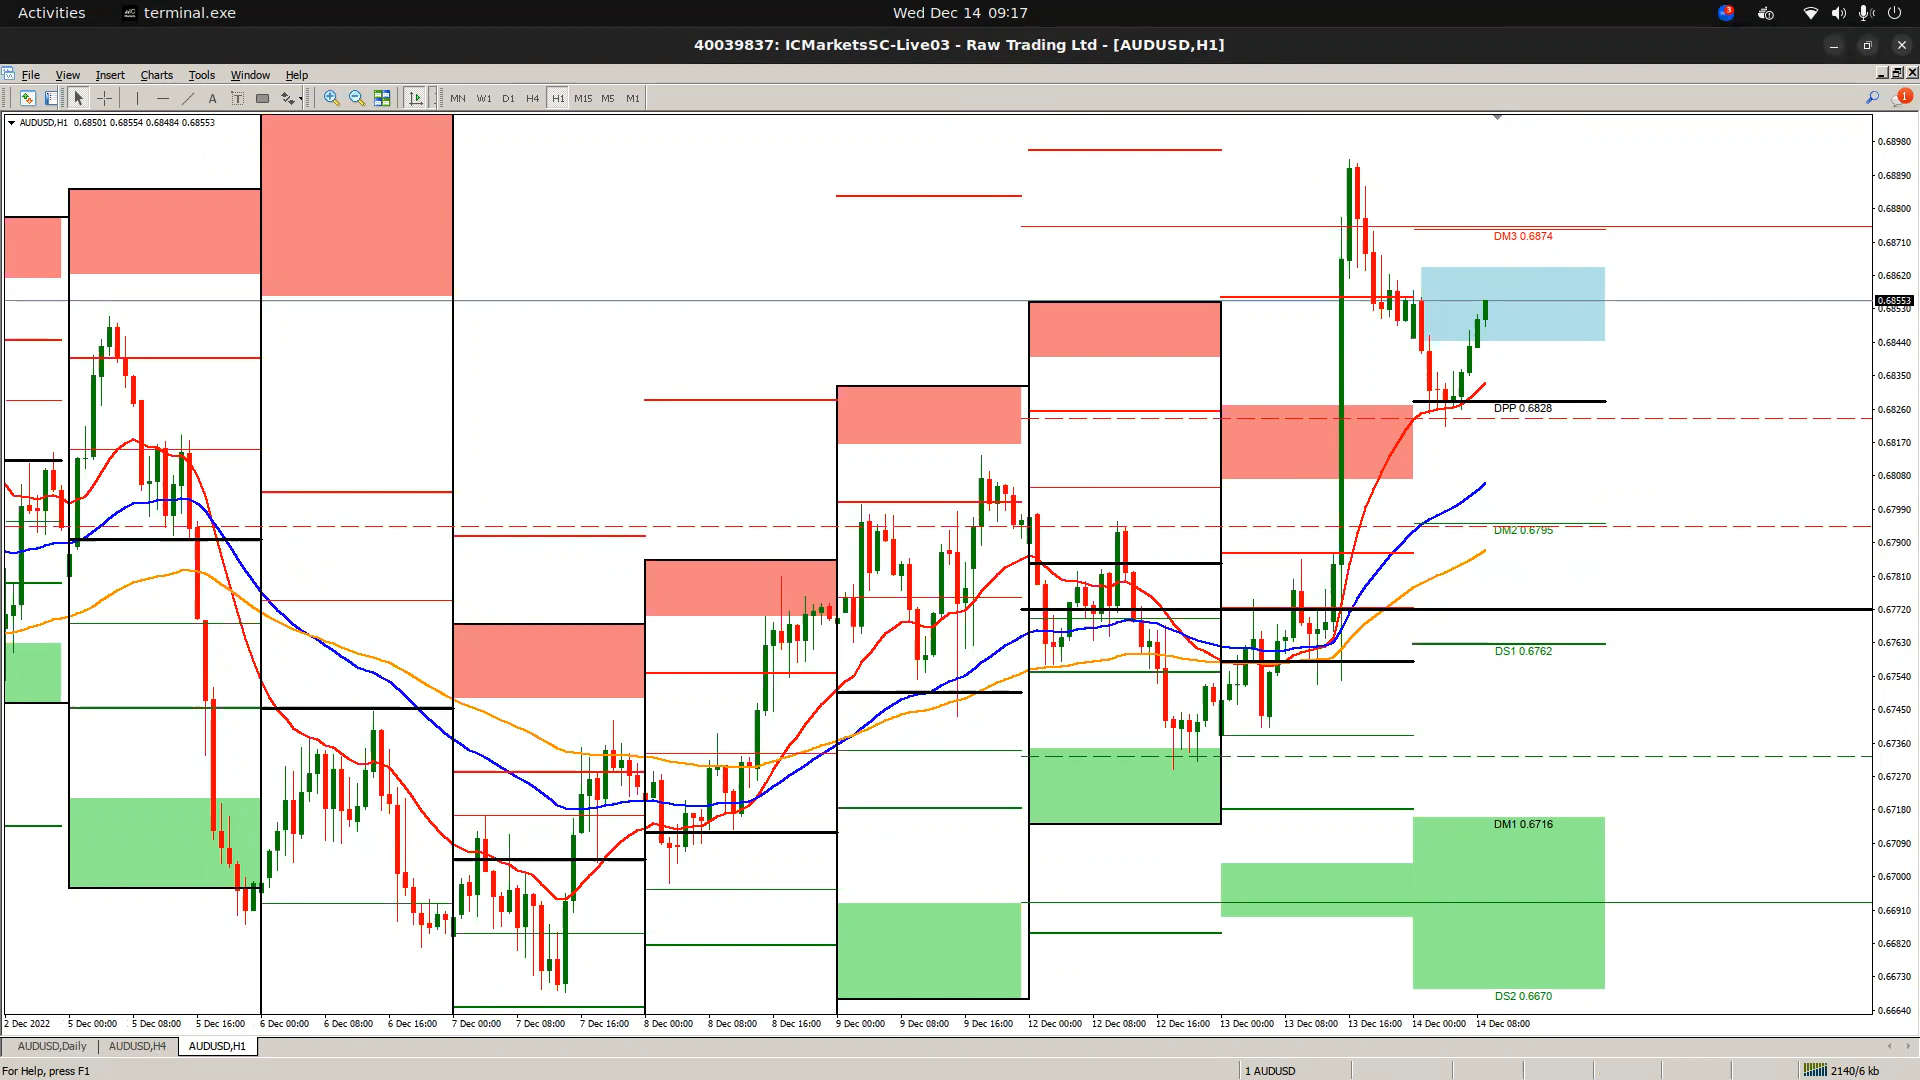 Activities terminal.exe Wed Dec 14 09:17 3
40039837: ICMarketsSC-Live03 - Raw Trading Ltd - [AUDUSD,H1]
File View Insert Charts Tools Window Help
A T MN W1 D1 H4 H1 M15 M5 M1 1
AUDUSD,H1 0.68501 0.68554 0.68484 0.68553
0.68980
0.68890
0.68800
0.68710
DM3 0.6874
0.68620
0.68553
0.68530
0.68440
0.68350
0.68260
DPP 0.6828
0.68170
0.68080
0.67990
DM2 0.6795
0.67900
0.67810
0.67720
0.67630
DS1 0.6762
0.67540
0.67450
0.67360
0.67270
0.67180
DM1 0.6716
0.67090
0.67000
0.66910
0.66820
0.66730
DS2 0.6670
0.66640
2 Dec 2022 5 Dec 00:00 5 Dec 08:00 5 Dec 16:00 6 Dec 00:00 6 Dec 08:00 6 Dec 16:00 7 Dec 00:00 7 Dec 08:00 7 Dec 16:00 8 Dec 00:00 8 Dec 08:00 8 Dec 16:00 9 Dec 00:00 9 Dec 08:00 9 Dec 16:00 12 Dec 00:00 12 Dec 08:00 12 Dec 16:00 13 Dec 00:00 13 Dec 08:00 13 Dec 16:00 14 Dec 00:00 14 Dec 08:00
AUDUSD,Daily AUDUSD,H4 AUDUSD,H1
For Help, press F1 1 AUDUSD 2140/6 kb